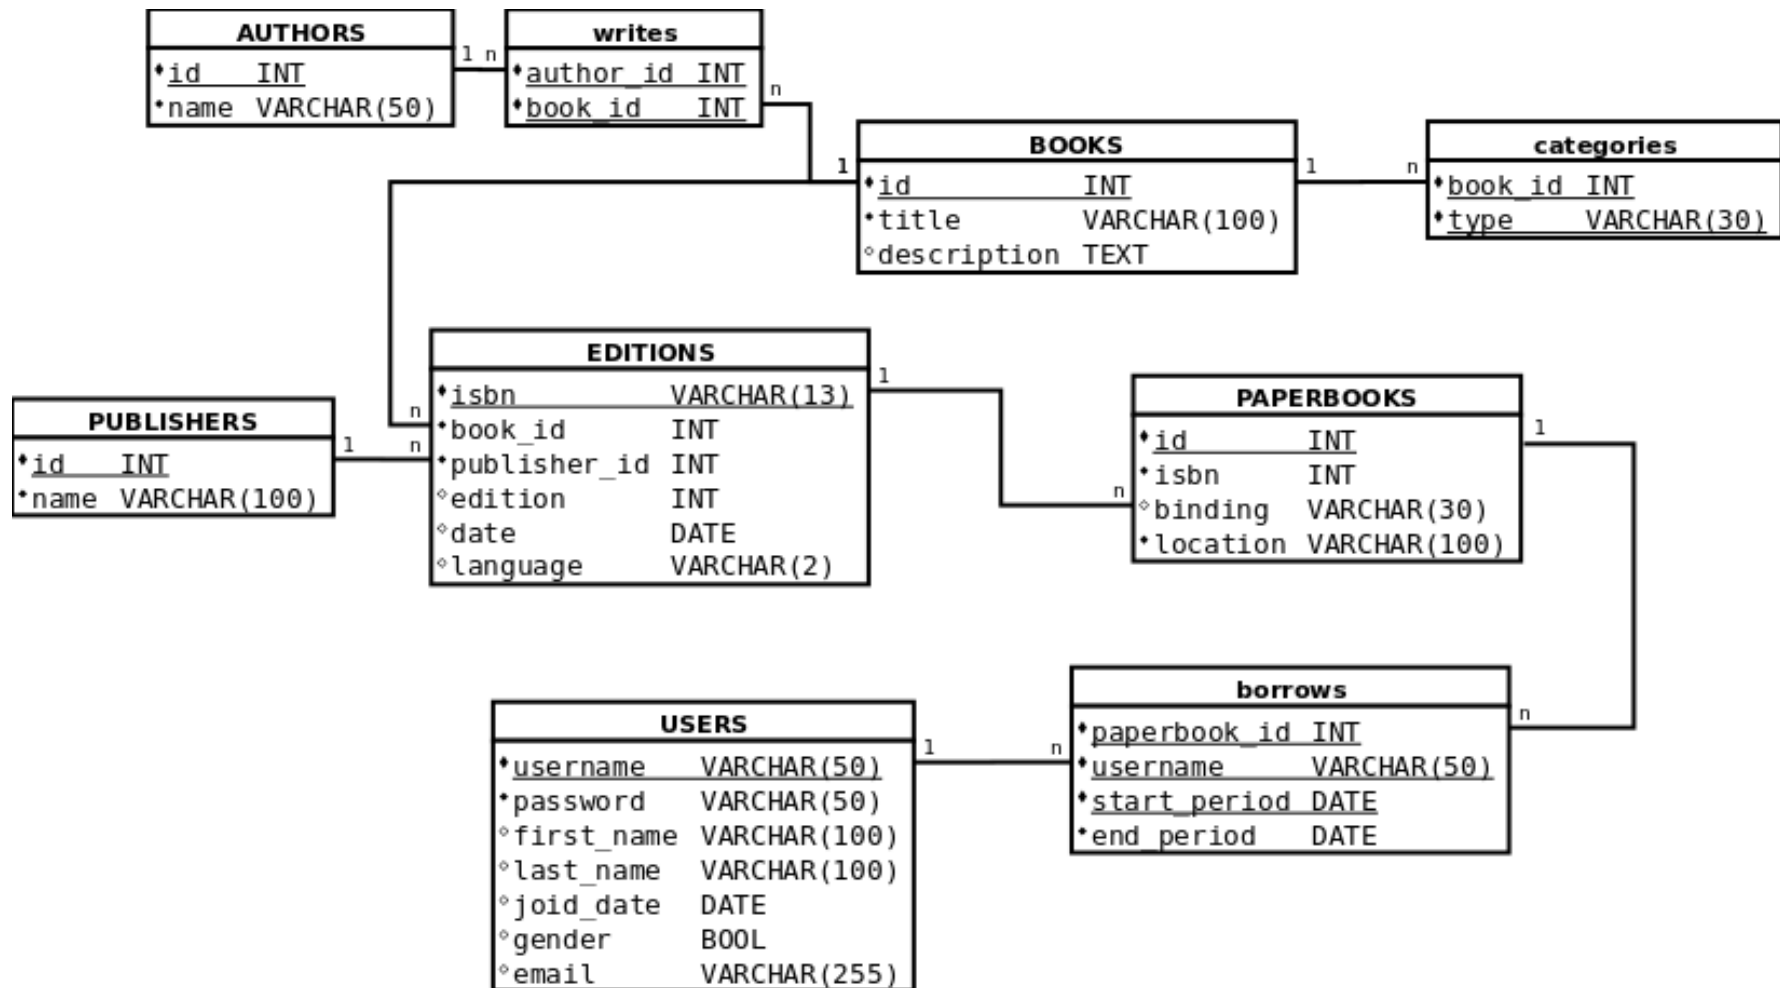 AUTHORS
id INT
name VARCHAR(50)
1 n
writes
author_id INT
book_id INT
n
1
BOOKS
id INT
title VARCHAR(100)
description TEXT
1 n
categories
book_id INT
type VARCHAR(30)
EDITIONS
isbn VARCHAR(13)
book_id INT
publisher_id INT
edition INT
date DATE
language VARCHAR(2)
n
PUBLISHERS
id INT
name VARCHAR(100)
1 n
1
n
PAPERBOOKS
id INT
isbn INT
binding VARCHAR(30)
location VARCHAR(100)
1
n
borrows
paperbook_id INT
username VARCHAR(50)
start_period DATE
end_period DATE
1 n
USERS
username VARCHAR(50)
password VARCHAR(50)
first_name VARCHAR(100)
last_name VARCHAR(100)
joid_date DATE
gender BOOL
email VARCHAR(255)